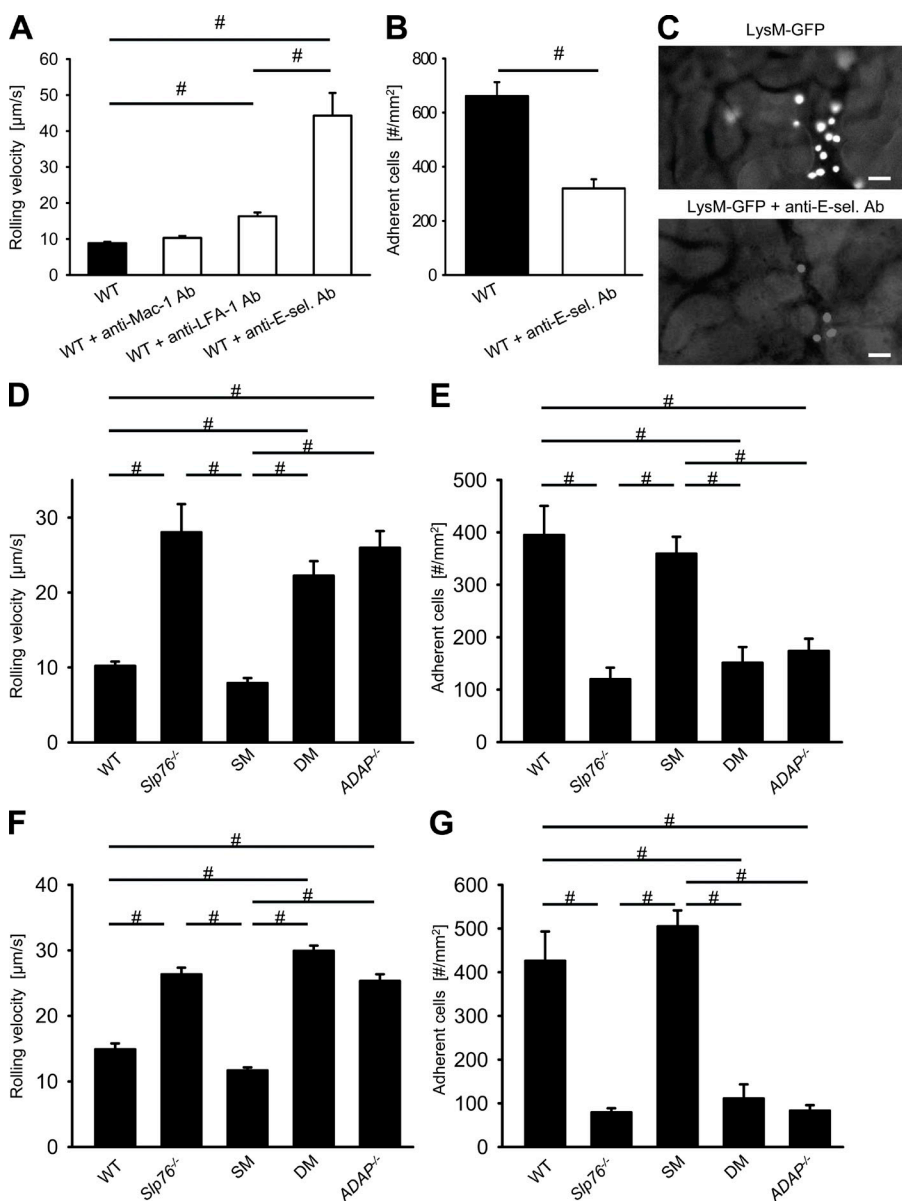 A
#
#
#
Rolling velocity [µm/s]
60
50
40
30
20
10
0
WT
WT + anti-Mac-1 Ab
WT + anti-LFA-1 Ab
WT + anti-E-sel. Ab
B
#
Adherent cells [#/mm²]
800
600
400
200
0
WT
WT + anti-E-sel. Ab
C
LysM-GFP
LysM-GFP + anti-E-sel. Ab
D
#
#
#
# # #
Rolling velocity [µm/s]
30
20
10
0
WT
Slp76-/-
SM
DM
ADAP-/-
E
#
#
#
# # #
Adherent cells [#/mm²]
500
400
300
200
100
0
WT
Slp76-/-
SM
DM
ADAP-/-
F
#
#
#
# # #
Rolling velocity [µm/s]
40
30
20
10
0
WT
Slp76-/-
SM
DM
ADAP-/-
G
#
#
#
# # #
Adherent cells [#/mm²]
600
500
400
300
200
100
0
WT
Slp76-/-
SM
DM
ADAP-/-